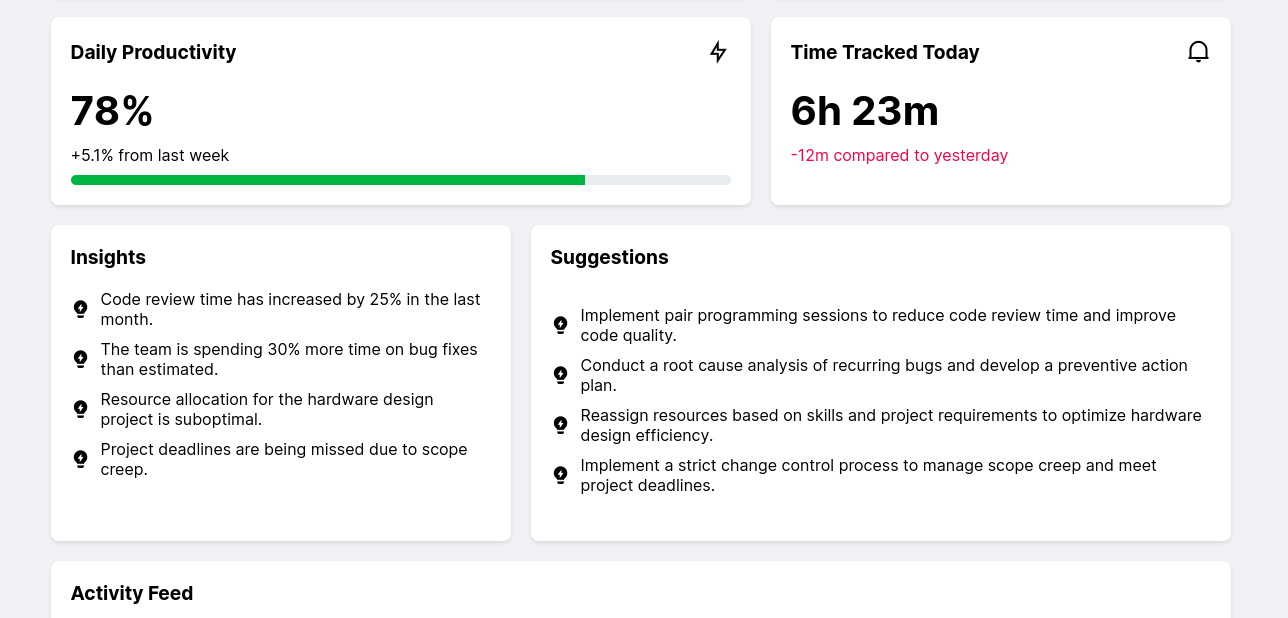 Daily Productivity
78%
+5.1% from last week
Time Tracked Today
6h 23m
-12m compared to yesterday
Insights
Code review time has increased by 25% in the last
month.
The team is spending 30% more time on bug fixes
than estimated.
Resource allocation for the hardware design
project is suboptimal.
Project deadlines are being missed due to scope
creep.
Suggestions
Implement pair programming sessions to reduce code review time and improve
code quality.
Conduct a root cause analysis of recurring bugs and develop a preventive action
plan.
Reassign resources based on skills and project requirements to optimize hardware
design efficiency.
Implement a strict change control process to manage scope creep and meet
project deadlines.
Activity Feed